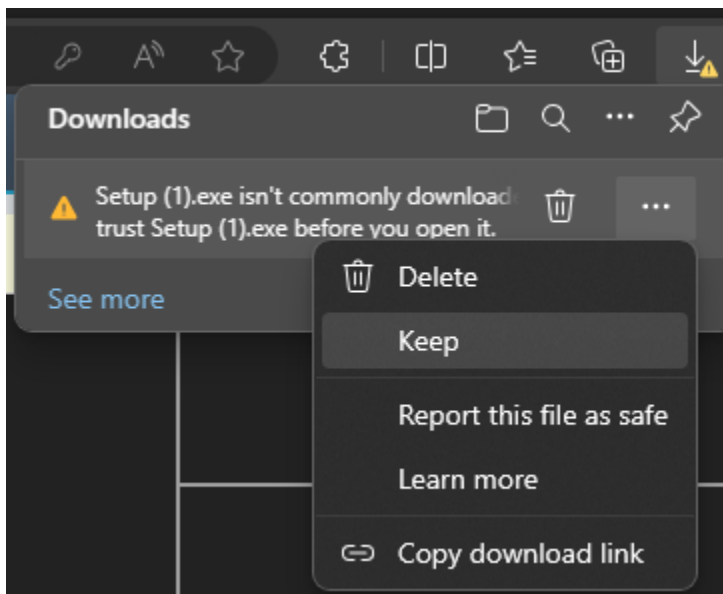 Downloads
Setup (1).exe isn't commonly download
trust Setup (1).exe before you open it.
See more
Delete
Keep
Report this file as safe
Learn more
Copy download link